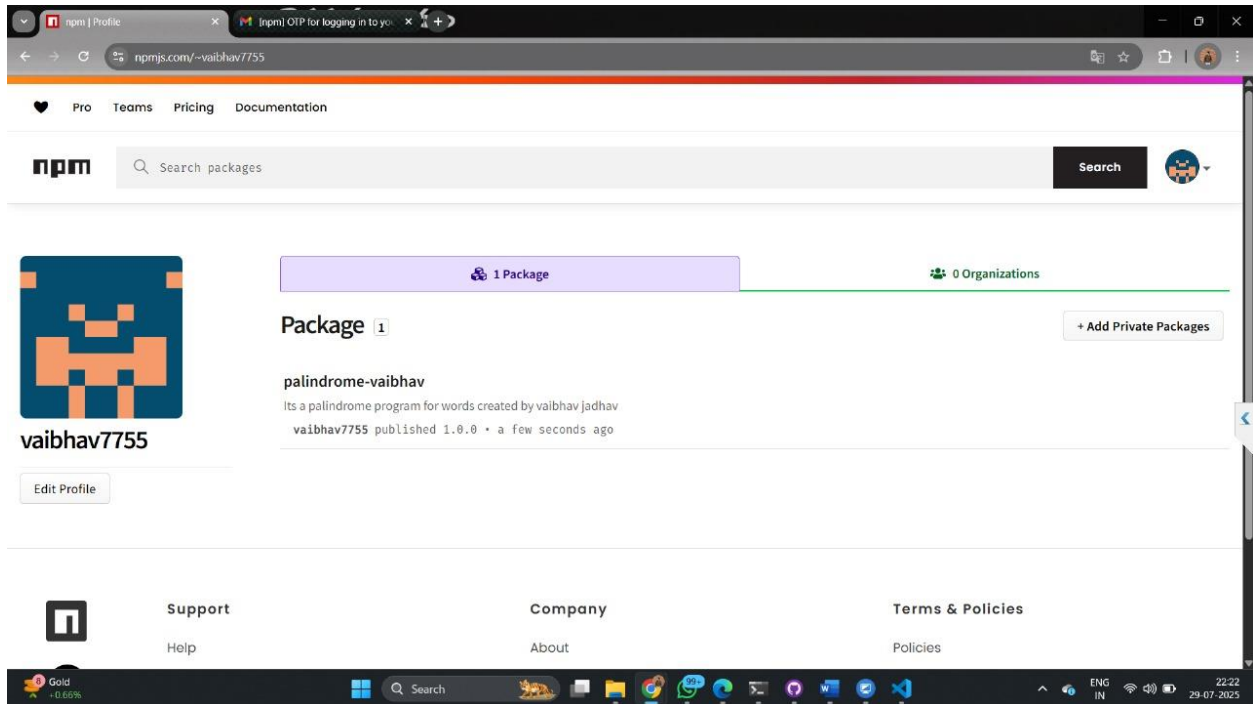 npm | Profile
[npm] OTP for logging in to you
npmjs.com/~vaibhav7755
Pro Teams Pricing Documentation
npm
Search packages
Search
1 Package
0 Organizations
Package 1
+ Add Private Packages
palindrome-vaibhav
Its a palindrome program for words created by vaibhav jadhav
vaibhav7755 published 1.0.0 • a few seconds ago
vaibhav7755
Edit Profile
Support Company Terms & Policies
Help About Policies
8 Gold
+0.66%
Search
99+
ENG
IN
22:22
29-07-2025